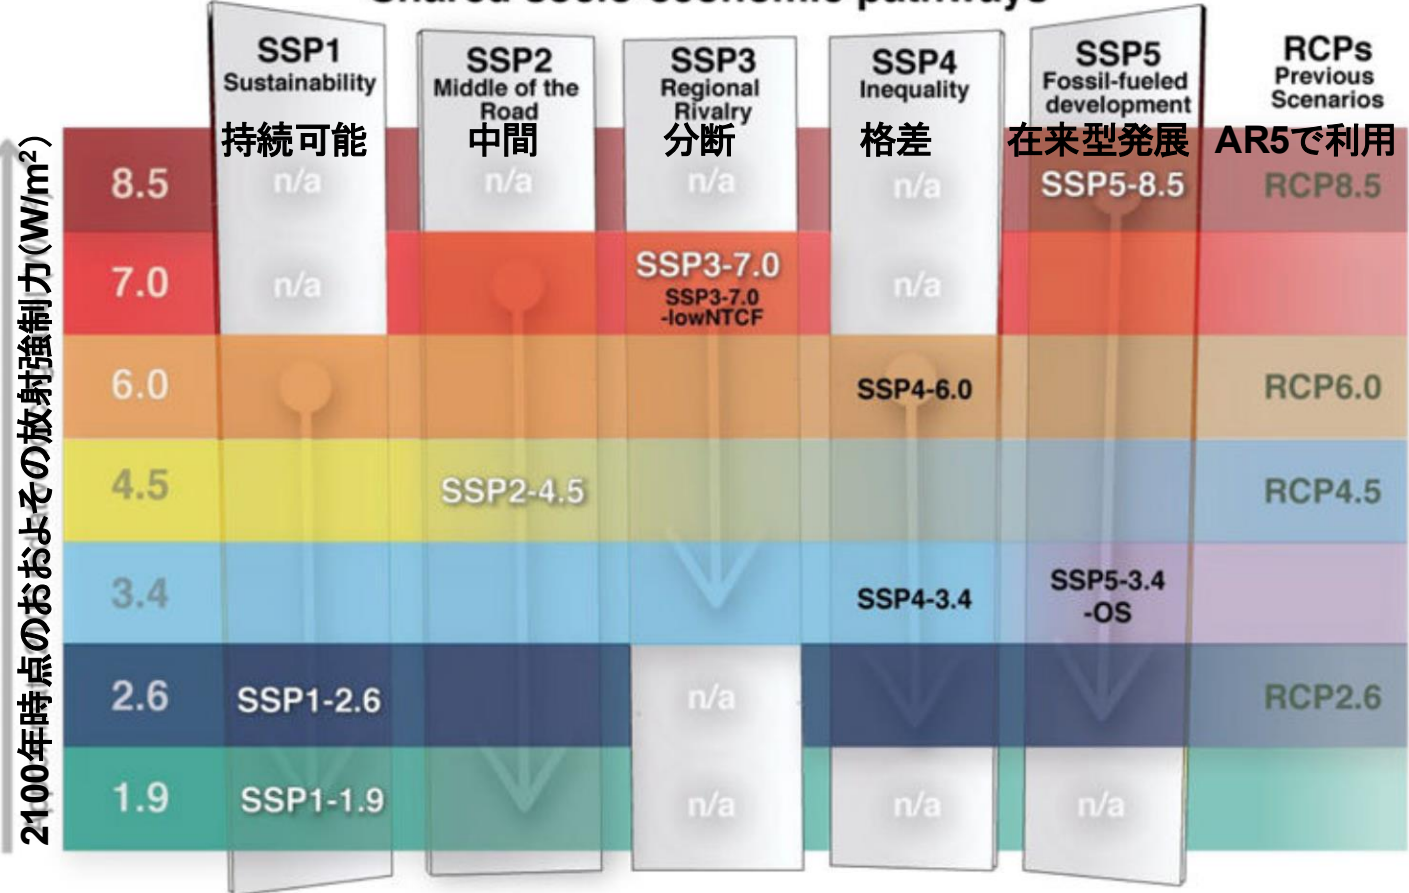 Shared socio-economic pathways
SSP1
Sustainability
持続可能
SSP2
Middle of the
Road
中間
SSP3
Regional
Rivalry
分断
SSP4
Inequality
格差
SSP5
Fossil-fueled
development
在来型発展
RCPs
Previous
Scenarios
AR5で利用
2100年時点のおおよその放射強制力(W/m²)
8.5
n/a
n/a
n/a
n/a
SSP5-8.5
RCP8.5
7.0
n/a
SSP3-7.0
SSP3-7.0
-lowNTCF
n/a
6.0
SSP4-6.0
RCP6.0
4.5
SSP2-4.5
RCP4.5
3.4
SSP4-3.4
SSP5-3.4
-OS
2.6
SSP1-2.6
n/a
RCP2.6
1.9
SSP1-1.9
n/a
n/a
n/a